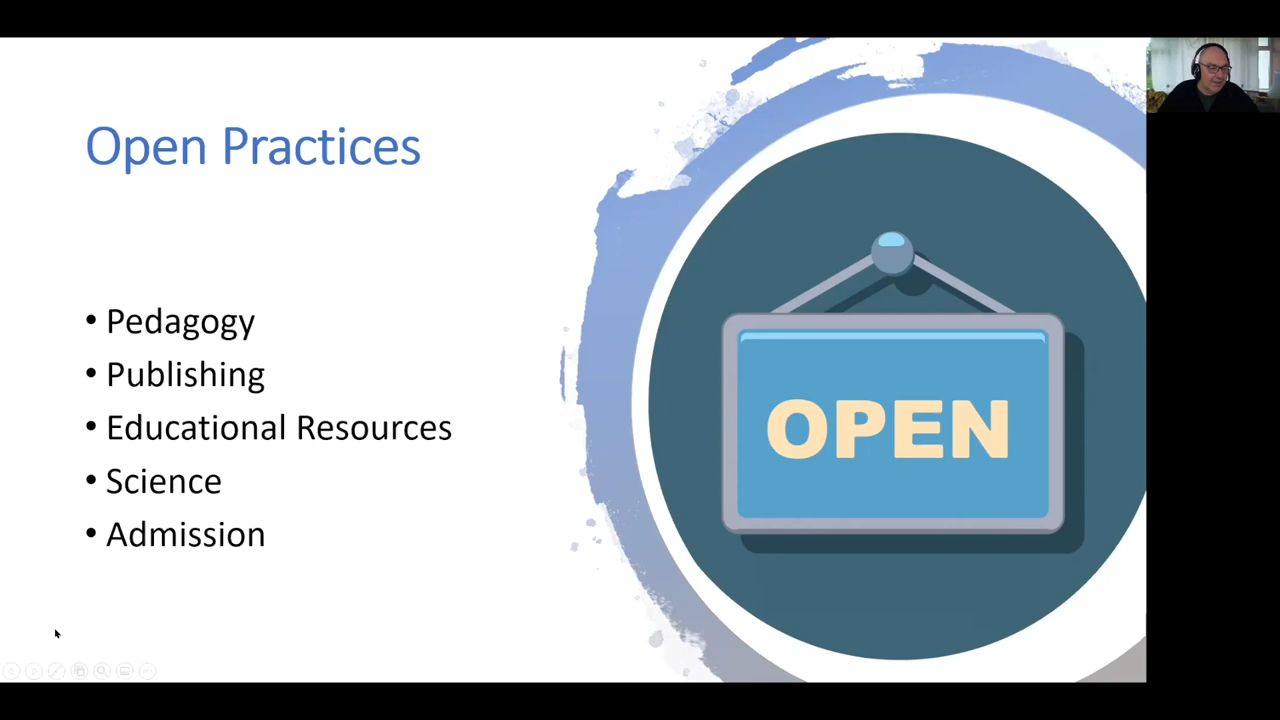 Open Practices
• Pedagogy
• Publishing
• Educational Resources
• Science
• Admission
OPEN